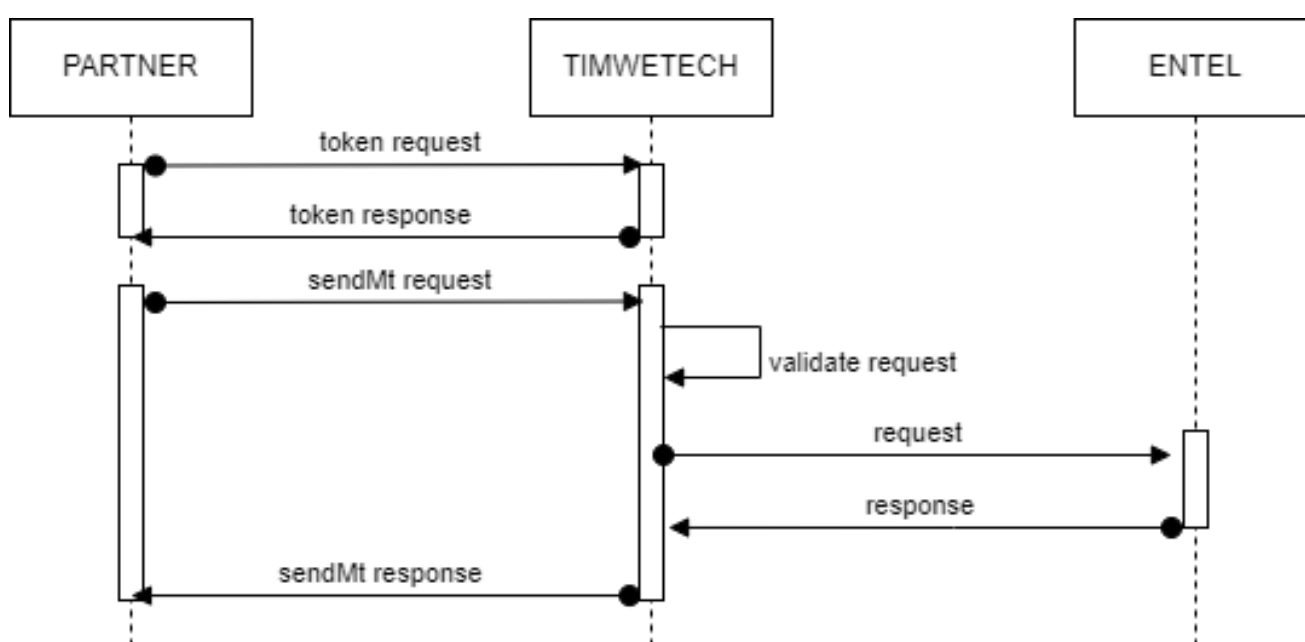 PARTNER
TIMWETECH
ENTEL
token request
token response
sendMt request
validate request
request
response
sendMt response